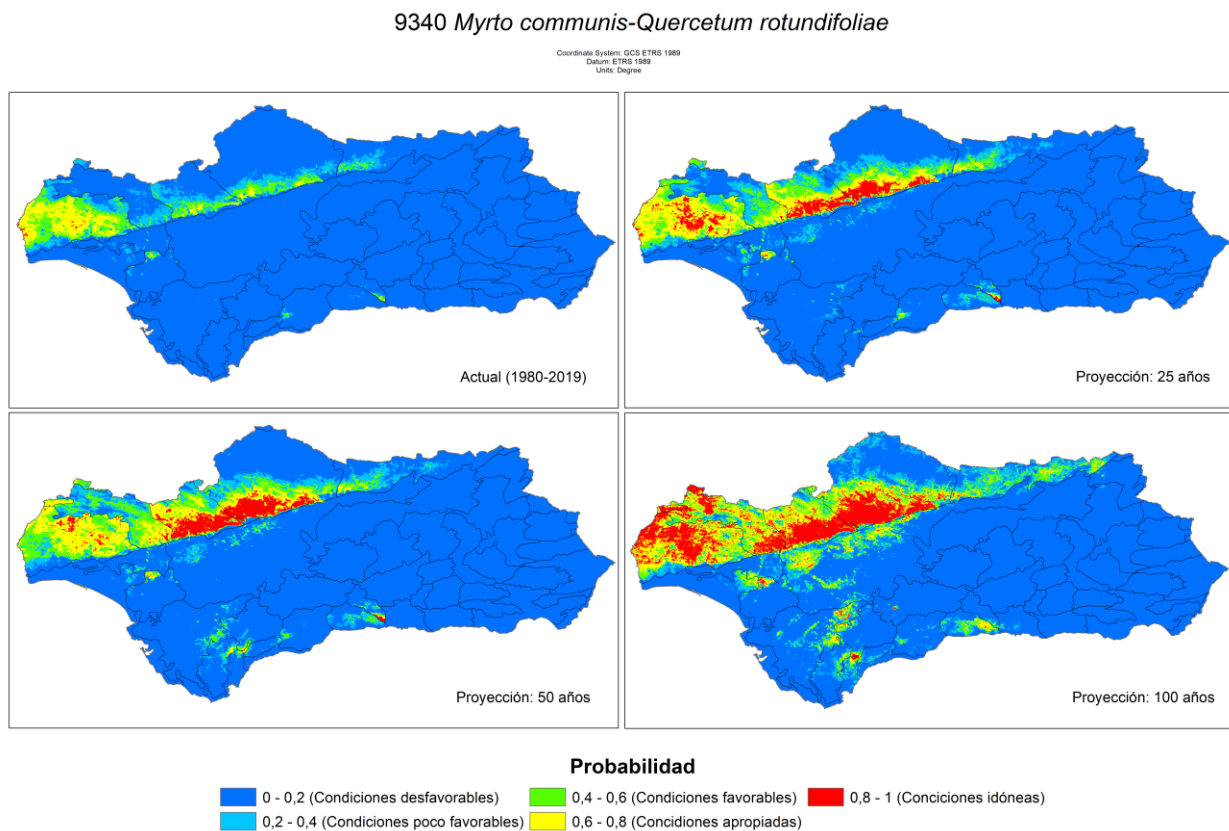 9340 Myrto communis-Quercetum rotundifoliae
Coordinate System: GCS ETRS 1989
Datum: ETRS 1989
Units: Degree
Actual (1980-2019)
Proyección: 25 años
Proyección: 50 años
Proyección: 100 años
Probabilidad
0 - 0,2 (Condiciones desfavorables)
0,4 - 0,6 (Condiciones favorables)
0,8 - 1 (Conciciones idóneas)
0,2 - 0,4 (Condiciones poco favorables)
0,6 - 0,8 (Concidiones apropiadas)